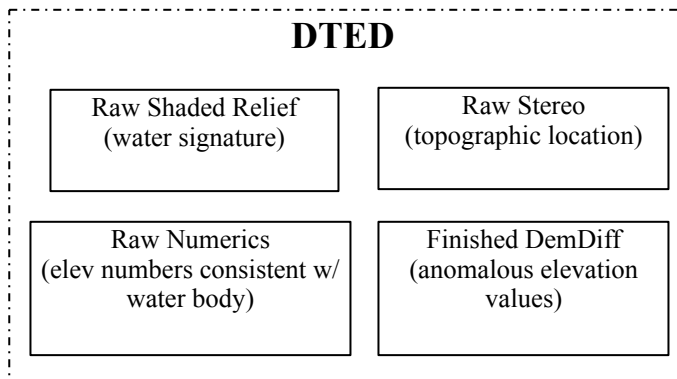 DTED
Raw Shaded Relief
(water signature)
Raw Stereo
(topographic location)
Raw Numerics
(elev numbers consistent w/
water body)
Finished DemDiff
(anomalous elevation
values)